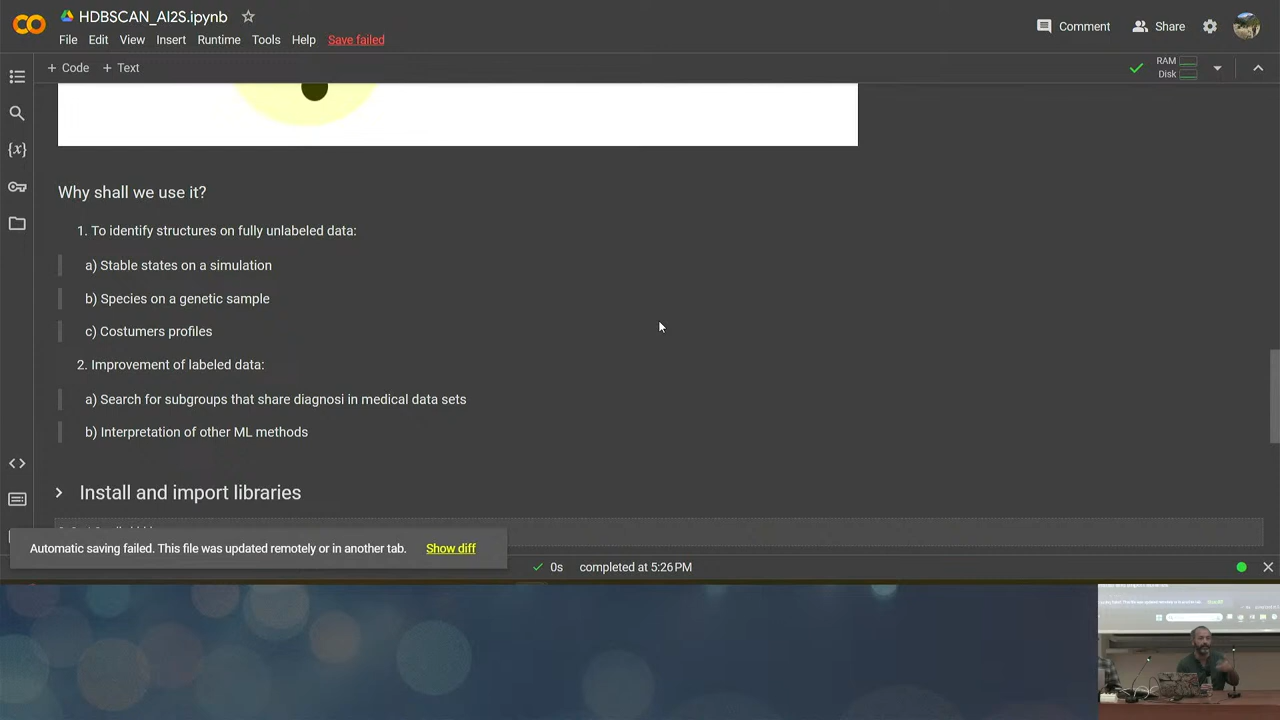 HDBSCAN_AI2S.ipynb
Comment
Share
File Edit View Insert Runtime Tools Help Save failed
+ Code + Text
RAM
Disk
{x}
Why shall we use it?
1. To identify structures on fully unlabeled data:
a) Stable states on a simulation
b) Species on a genetic sample
c) Costumers profiles
2. Improvement of labeled data:
a) Search for subgroups that share diagnosi in medical data sets
b) Interpretation of other ML methods
Install and import libraries
Automatic saving failed. This file was updated remotely or in another tab. Show diff
0s completed at 5:26 PM